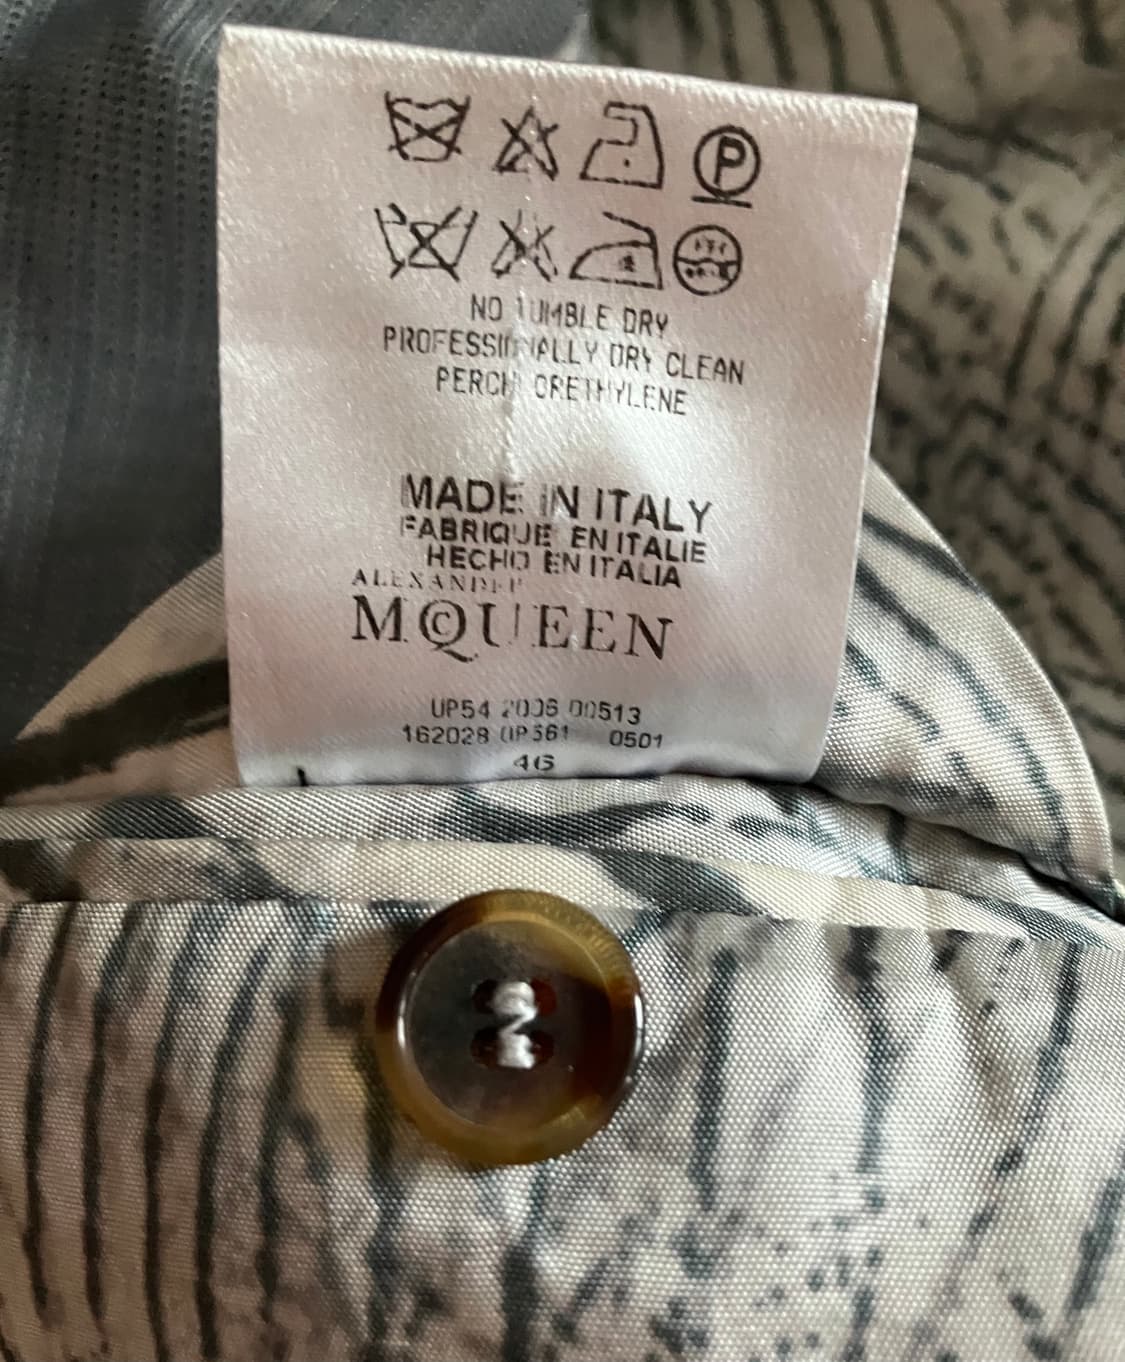 P
NO TUMBLE DRY
PROFESSIONALLY DRY CLEAN
PERCHLORETHYLENE
MADE IN ITALY
FABRIQUE EN ITALIE
HECHO EN ITALIA
ALEXANDER
MCQUEEN
UP54 2006 00513
162028 UP561 0501
46